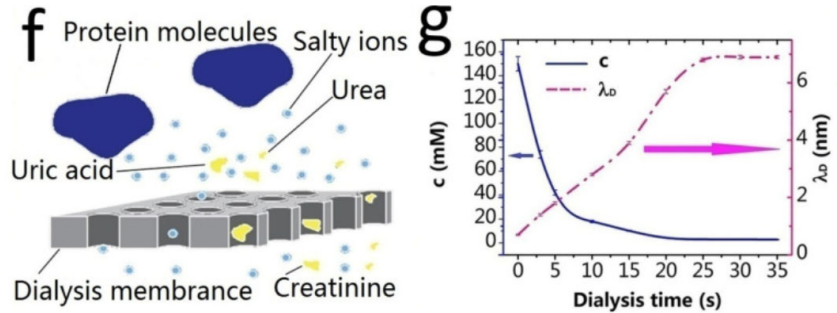 f
Protein molecules
Salty ions
Urea
Uric acid
Dialysis membrance
Creatinine
g
c
λD
160
140
120
100
80
60
40
20
0
c (mM)
6
4
2
0
λD (nm)
0 5 10 15 20 25 30 35
Dialysis time (s)